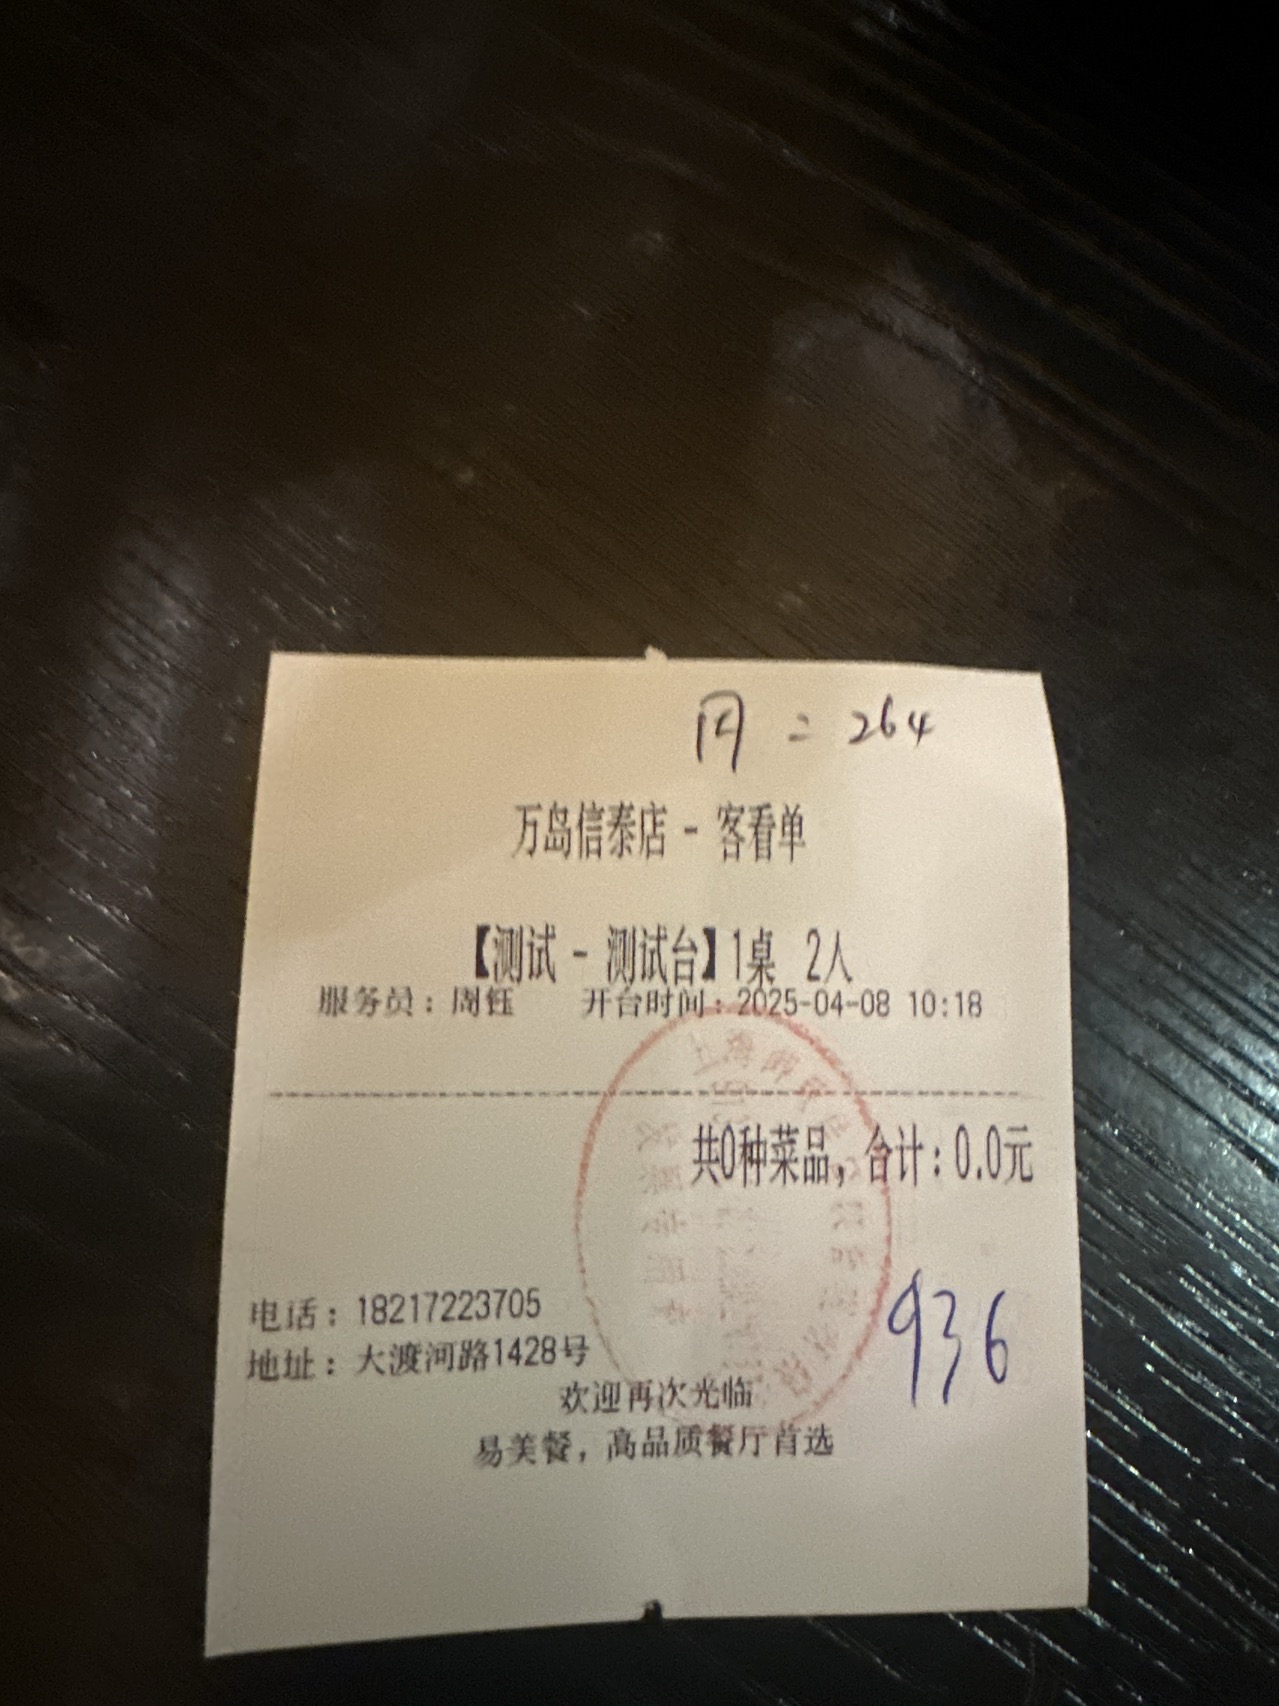 = 264
万岛信泰店 - 客看单
【测试 - 测试台】1桌 2人
服务员：周钰 开台时间：2025-04-08 10:18
共0种菜品，合计：0.0元
936
电话：18217223705
地址：大渡河路1428号
欢迎再次光临
易美餐，高品质餐厅首选